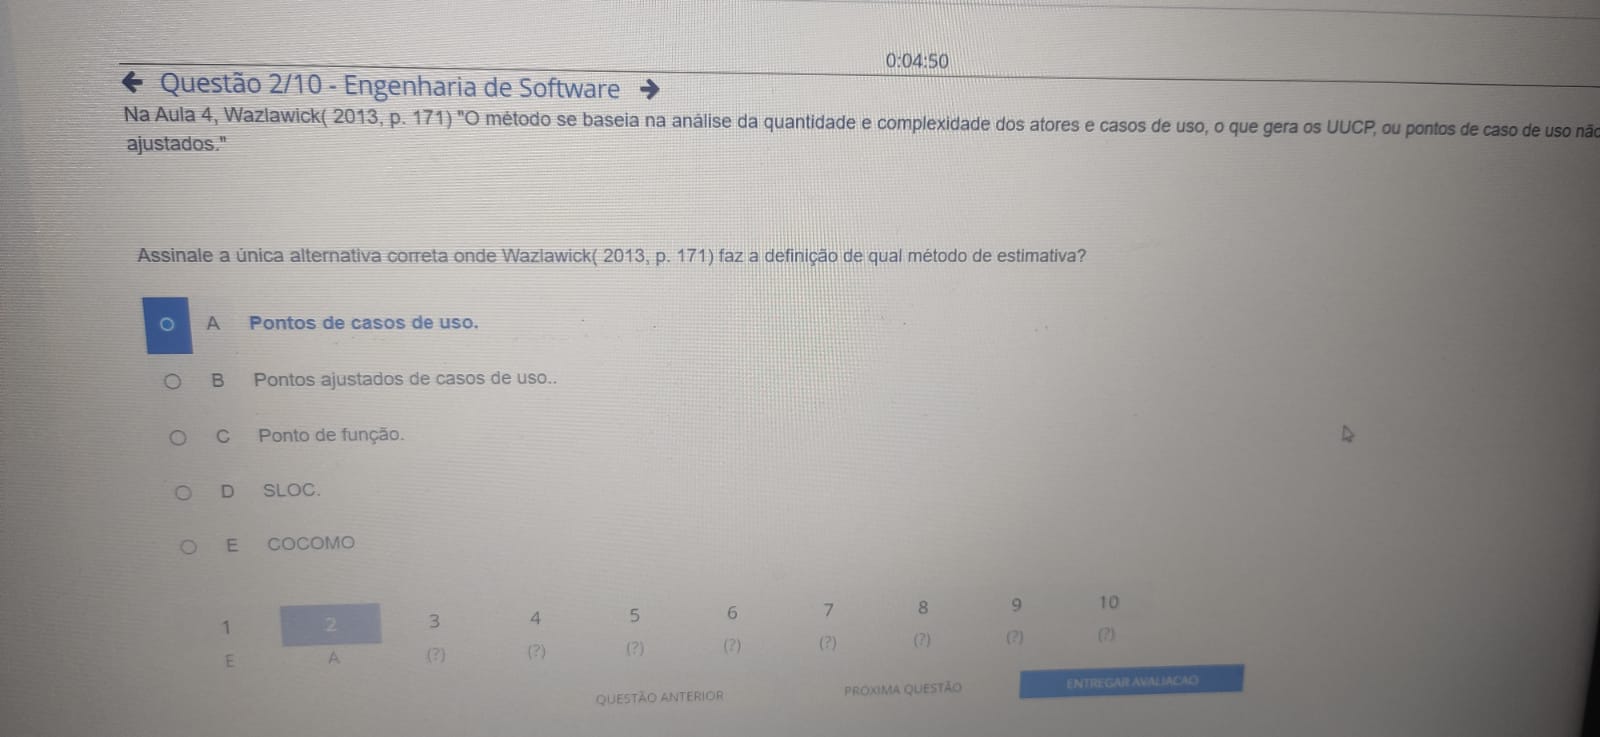 0:04:50
Questão 2/10 - Engenharia de Software
Na Aula 4, Wazlawick( 2013, p. 171) "O método se baseia na análise da quantidade e complexidade dos atores e casos de uso, o que gera os UUCP, ou pontos de caso de uso não
ajustados."
Assinale a única alternativa correta onde Wazlawick( 2013, p. 171) faz a definição de qual método de estimativa?
A Pontos de casos de uso.
B Pontos ajustados de casos de uso..
C Ponto de função.
D SLOC.
E COCOMO
1 2 3 4 5 6 7 8 9 10
E A (?) (?) (?) (?) (?) (?) (?) (?)
QUESTÃO ANTERIOR PRÓXIMA QUESTÃO ENTREGAR AVALIACAO